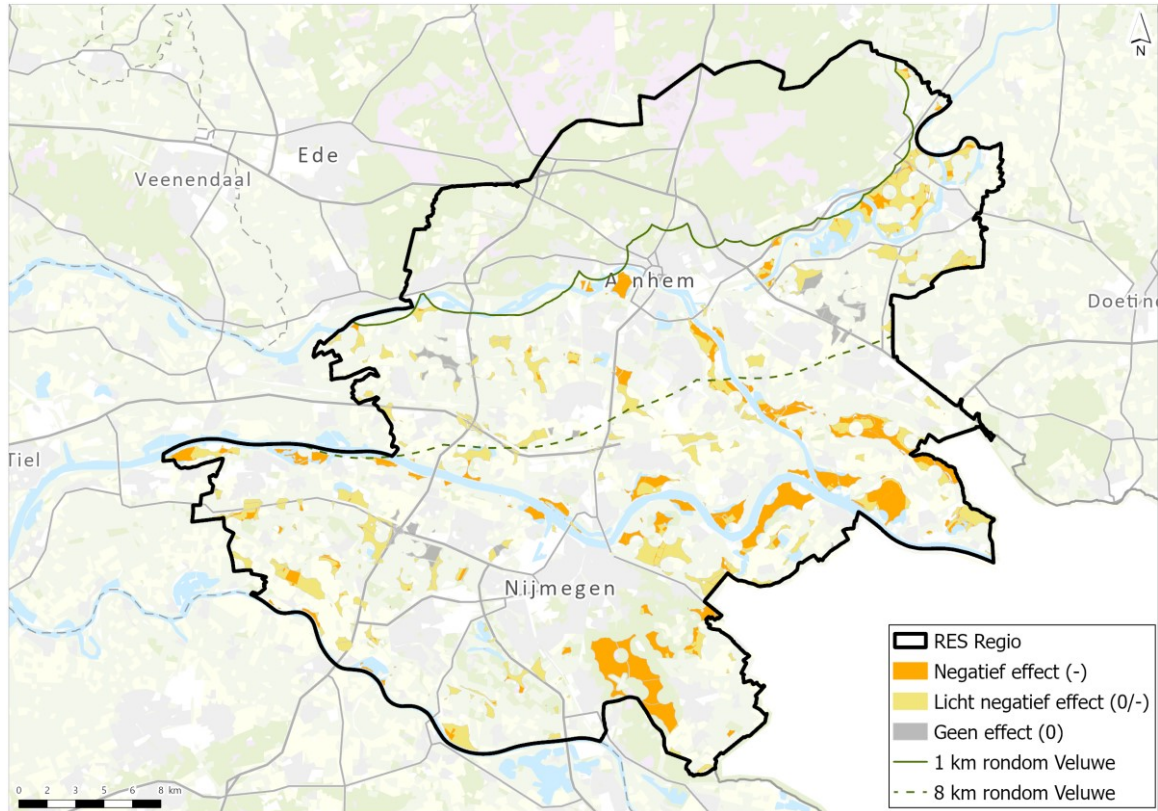 N
Ede
Veenendaal
Arnhem
Doetinc
Tiel
Nijmegen
RES Regio
Negatief effect (-)
Licht negatief effect (0/-)
Geen effect (0)
1 km rondom Veluwe
8 km rondom Veluwe
0 2 3 5 6 8 km